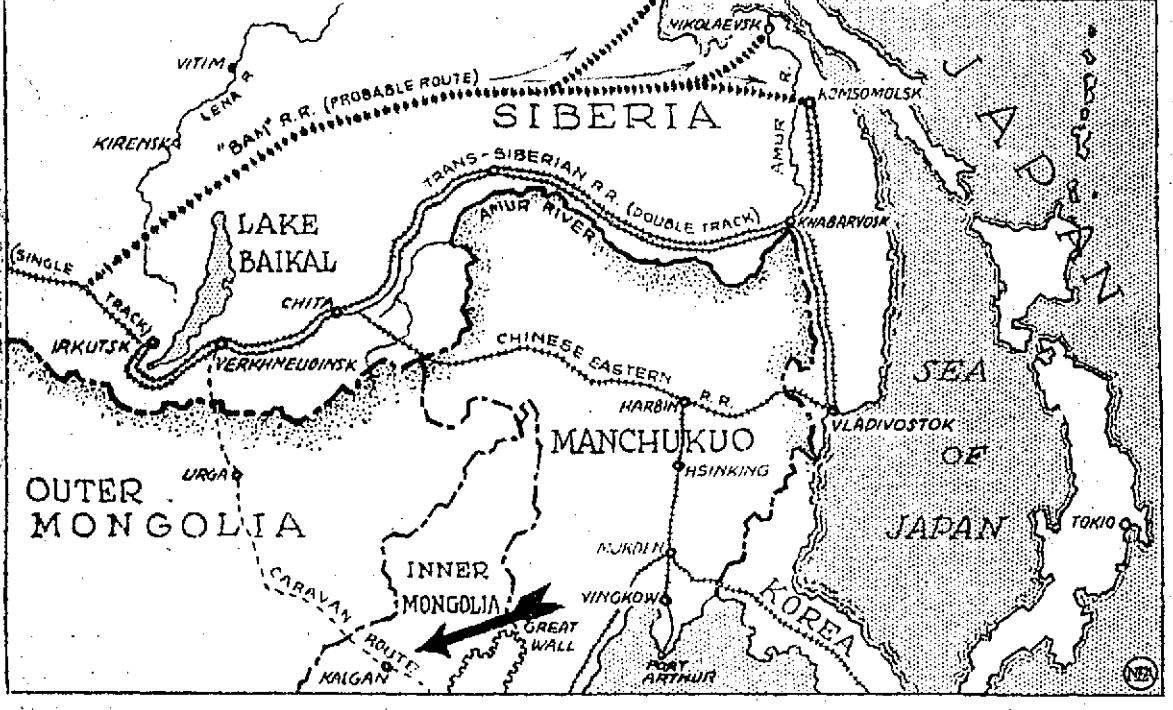 NIKOLAEVSK
VITIM
LENA R
"BAM" R.R. (PROBABLE ROUTE)
KOMSOMOLSK
SIBERIA
AMUR R.
JAPAN
KIRENSKA
TRANS-SIBERIAN R.R. (DOUBLE TRACK)
AMUR RIVER
KHABARVOSK
LAKE
BAIKAL
(SINGLE
TRACK)
CHITA
IRKUTSK
VERKHNEUDINSK
CHINESE EASTERN R.R.
SEA
OF
JAPAN
HARBIN
VLADIVOSTOK
MANCHUKUO
HSINKING
URGA
OUTER
MONGOLIA
TOKIO
MUKDEN
INNER
MONGOLIA
CARAVAN ROUTE
YINGKOW
KOREA
GREAT
WALL
KALGAN
PORT
ARTHUR
NEA